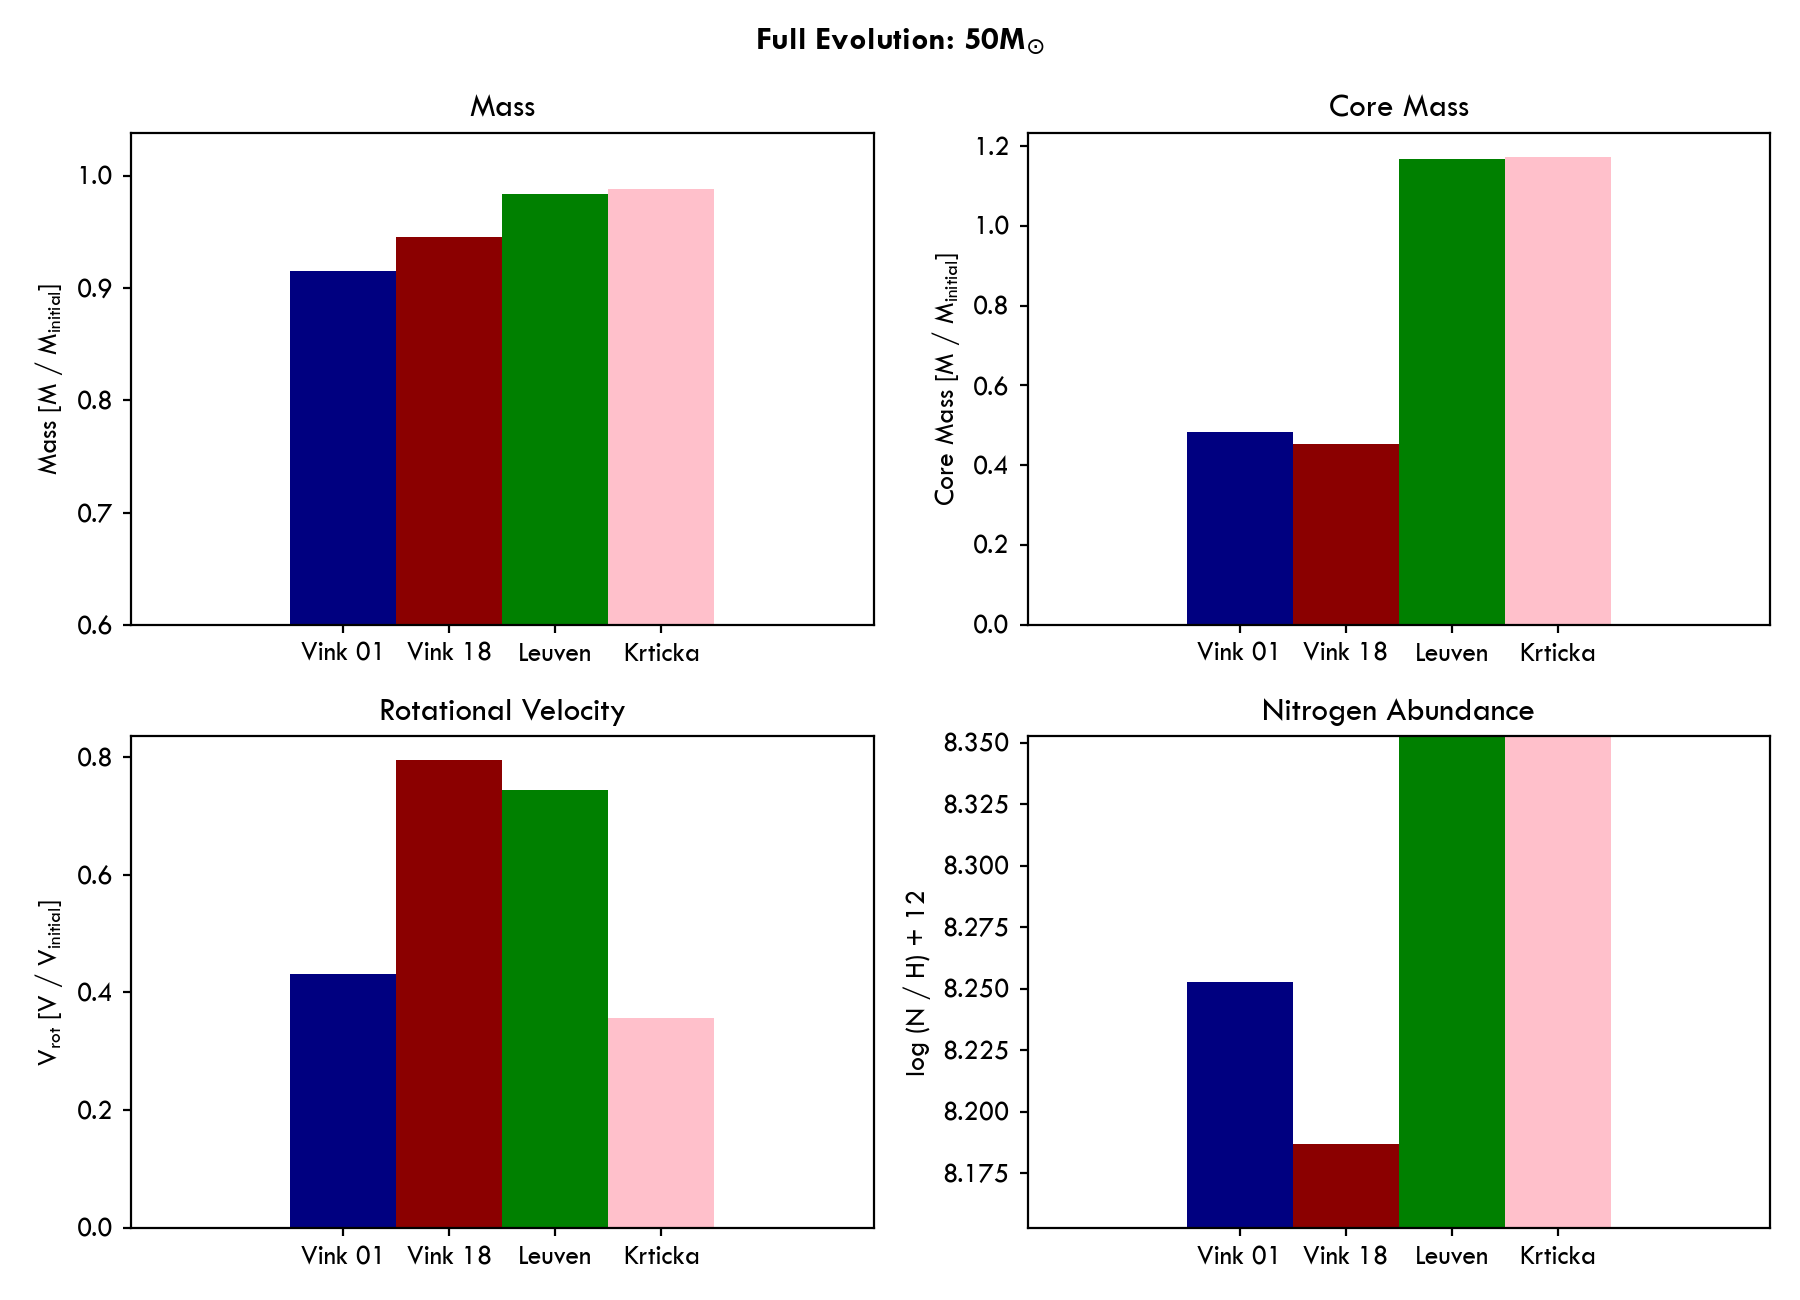 Full Evolution: 50M⊙
Mass
Mass [M / Minitial]
1.0
0.9
0.8
0.7
0.6
Vink 01 Vink 18 Leuven Krticka
Core Mass
Core Mass [M / Minitial]
1.2
1.0
0.8
0.6
0.4
0.2
0.0
Vink 01 Vink 18 Leuven Krticka
Rotational Velocity
Vrot [V / Vinitial]
0.8
0.6
0.4
0.2
0.0
Vink 01 Vink 18 Leuven Krticka
Nitrogen Abundance
log (N / H) + 12
8.350
8.325
8.300
8.275
8.250
8.225
8.200
8.175
Vink 01 Vink 18 Leuven Krticka